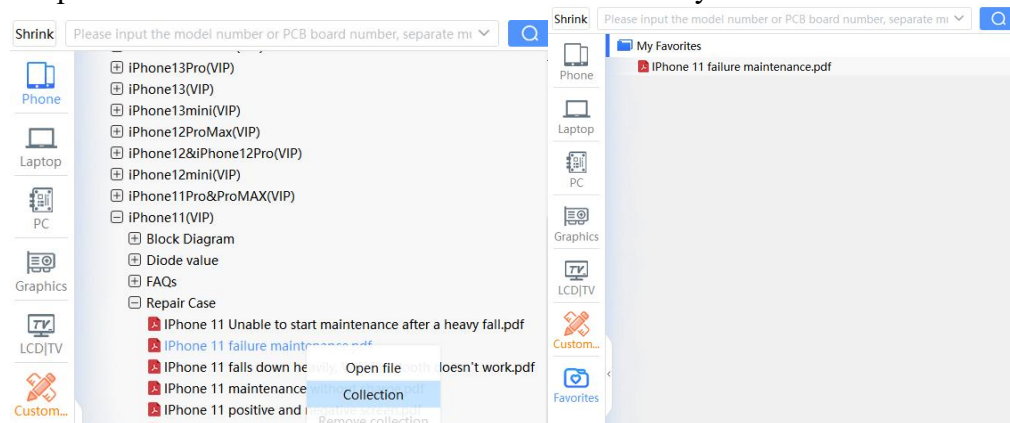 Shrink
Please input the model number or PCB board number, separate
Phone
Laptop
PC
Graphics
LCD|TV
Custom...
iPhone13Pro(VIP)
iPhone13(VIP)
iPhone13mini(VIP)
iPhone12ProMax(VIP)
iPhone12&iPhone12Pro(VIP)
iPhone12mini(VIP)
iPhone11Pro&ProMAX(VIP)
iPhone11(VIP)
Block Diagram
Diode value
FAQs
Repair Case
IPhone 11 Unable to start maintenance after a heavy fall.pdf
IPhone 11 failure maintenance.pdf
IPhone 11 falls down heavily, doesn't work.pdf
IPhone 11 maintenance
IPhone 11 positive and
Open file
Collection
Remove collection
Shrink
Please input the model number or PCB board number, separate
Phone
Laptop
PC
Graphics
LCD|TV
Custom...
Favorites
My Favorites
IPhone 11 failure maintenance.pdf